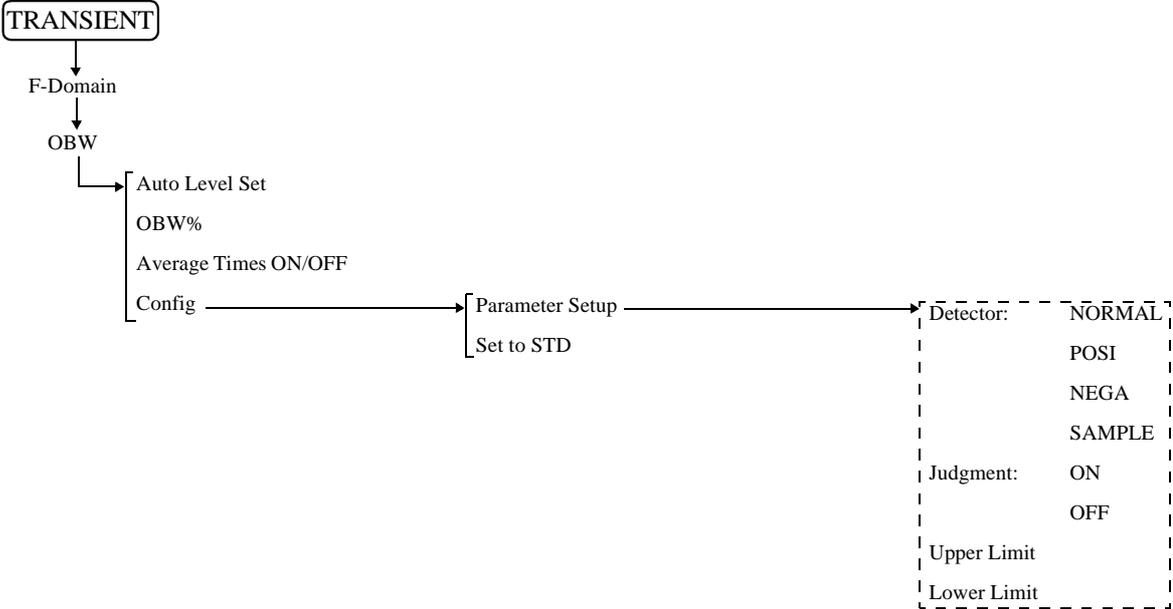 TRANSIENT
F-Domain
OBW
Auto Level Set
OBW%
Average Times ON/OFF
Config
Parameter Setup
Set to STD
Detector: NORMAL
POSI
NEGA
SAMPLE
Judgment: ON
OFF
Upper Limit
Lower Limit